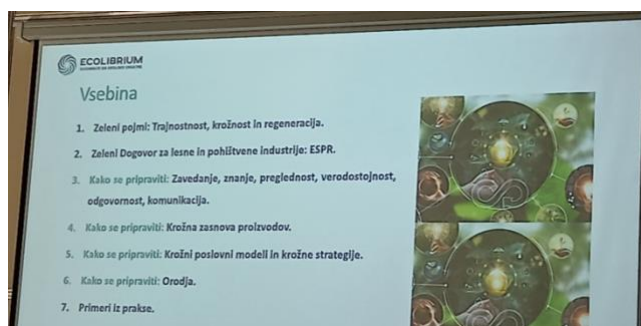 ECOLIBRIUM
Vsebina
1. Zeleni pojmi: Trajnostnost, krožnost in regeneracija.
2. Zeleni Dogovor za lesne in pohištvene industrije: ESPR.
3. Kako se pripraviti: Zavedanje, znanje, preglednost, verodostojnost,
odgovornost, komunikacija.
4. Kako se pripraviti: Krožna zasnova proizvodov.
5. Kako se pripraviti: Krožni poslovni modeli in krožne strategije.
6. Kako se pripraviti: Orodja.
7. Primeri iz prakse.